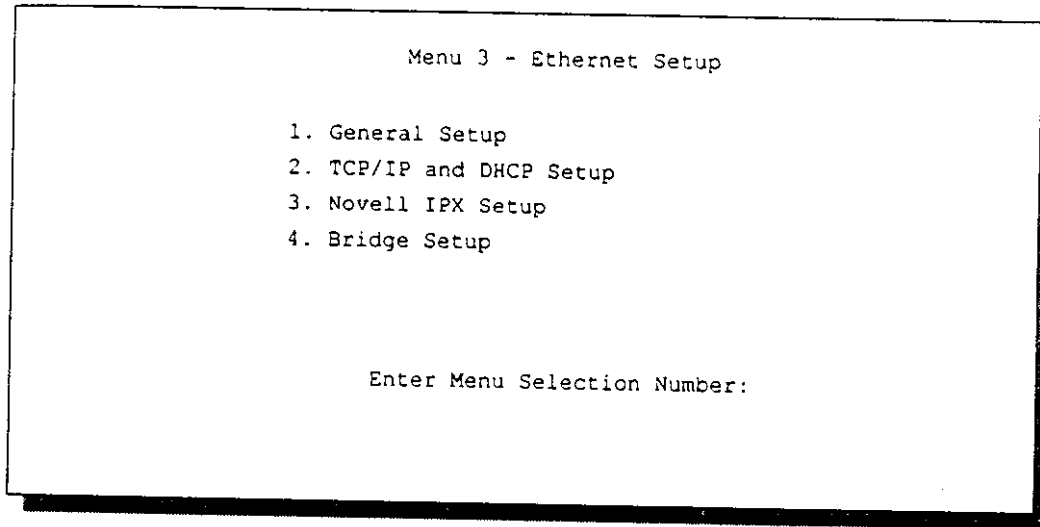 Menu 3 - Ethernet Setup
1. General Setup
2. TCP/IP and DHCP Setup
3. Novell IPX Setup
4. Bridge Setup
Enter Menu Selection Number: